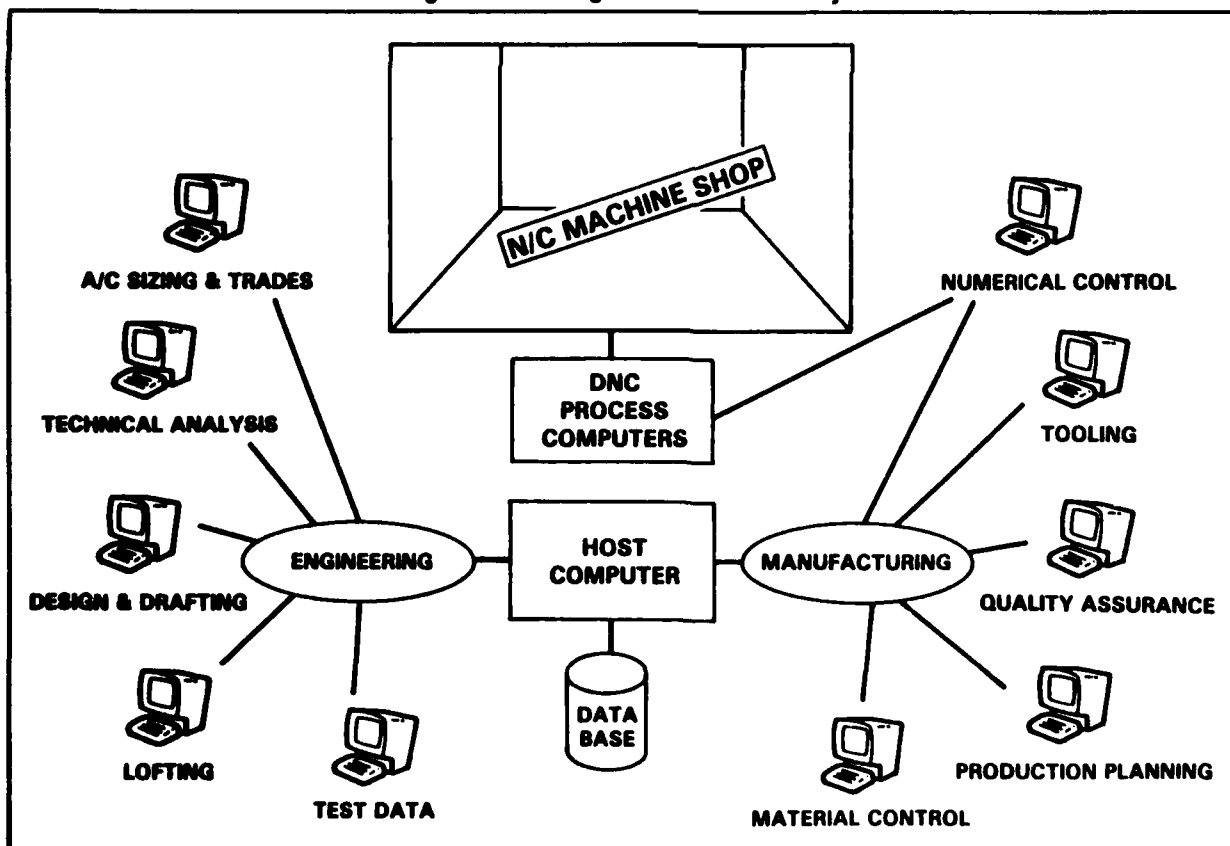 N/C MACHINE SHOP
A/C SIZING & TRADES
NUMERICAL CONTROL
DNC
PROCESS
COMPUTERS
TECHNICAL ANALYSIS
TOOLING
ENGINEERING
HOST
COMPUTER
MANUFACTURING
DESIGN & DRAFTING
QUALITY ASSURANCE
DATA
BASE
LOFTING
PRODUCTION PLANNING
TEST DATA
MATERIAL CONTROL